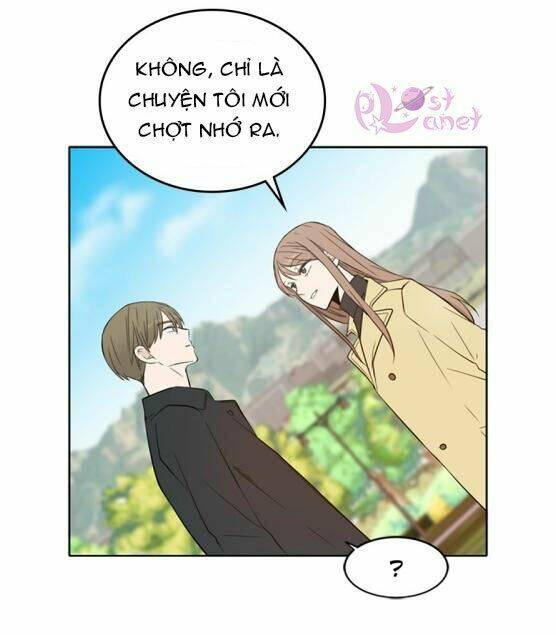 KHÔNG, CHỈ LÀ
CHUYỆN TÔI MỚI
CHỢT NHỚ RA.
Lost
Planet
?